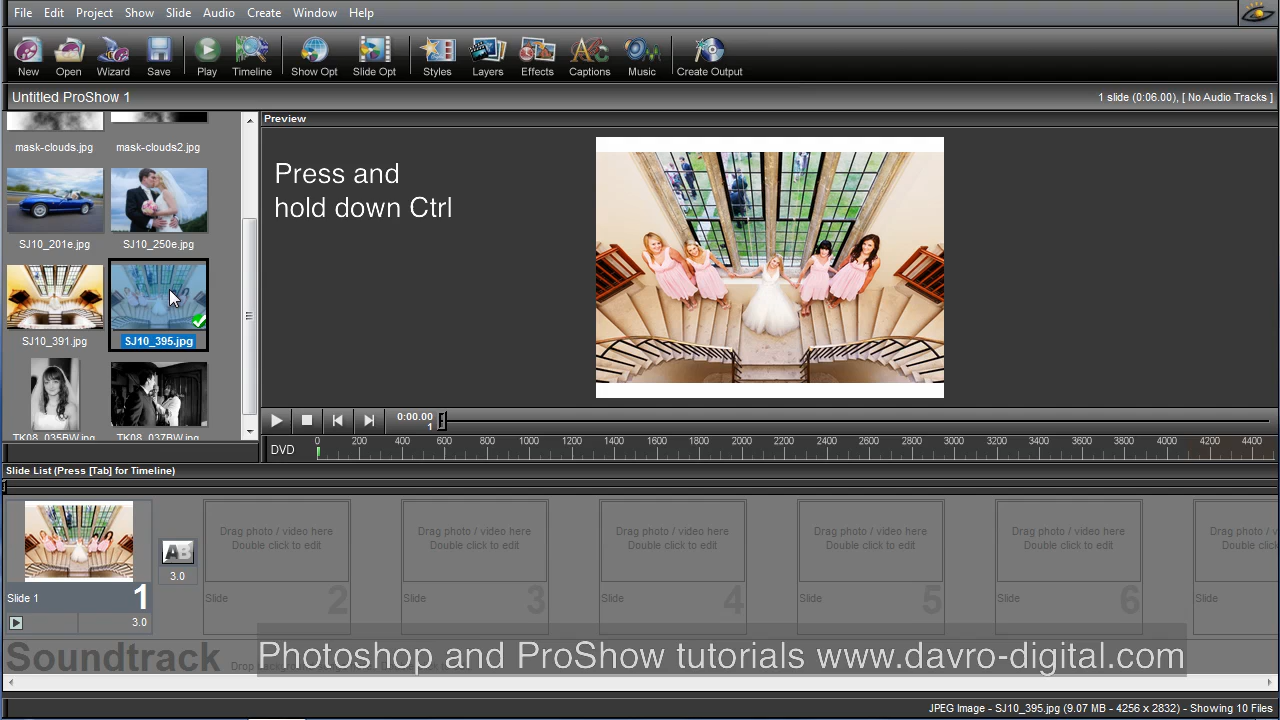 File Edit Project Show Slide Audio Create Window Help
New Open Wizard Save Play Timeline Show Opt Slide Opt Styles Layers Effects Captions Music Create Output
Untitled ProShow 1
1 slide (0:06.00), [ No Audio Tracks ]
Preview
mask-clouds.jpg mask-clouds2.jpg
Press and
hold down Ctrl
SJ10_201e.jpg SJ10_250e.jpg
SJ10_391.jpg SJ10_395.jpg
TK08_035BW.jpg TK08_037BW.jpg
0:00.00
1
DVD 0 200 400 600 800 1000 1200 1400 1600 1800 2000 2200 2400 2600 2800 3000 3200 3400 3600 3800 4000 4200 4400
Slide List (Press [Tab] for Timeline)
Drag photo / video here Drag photo / video here Drag photo / video here Drag photo / video here Drag photo / video here Drag photo / vi
Double click to edit Double click to edit Double click to edit Double click to edit Double click to edit Double click
AB
3.0
Slide 1 1 Slide 2 Slide 3 Slide 4 Slide 5 Slide 6 Slide
3.0
Soundtrack Drop
Photoshop and ProShow tutorials www.davro-digital.com
JPEG Image - SJ10_395.jpg (9.07 MB - 4256 x 2832) - Showing 10 Files